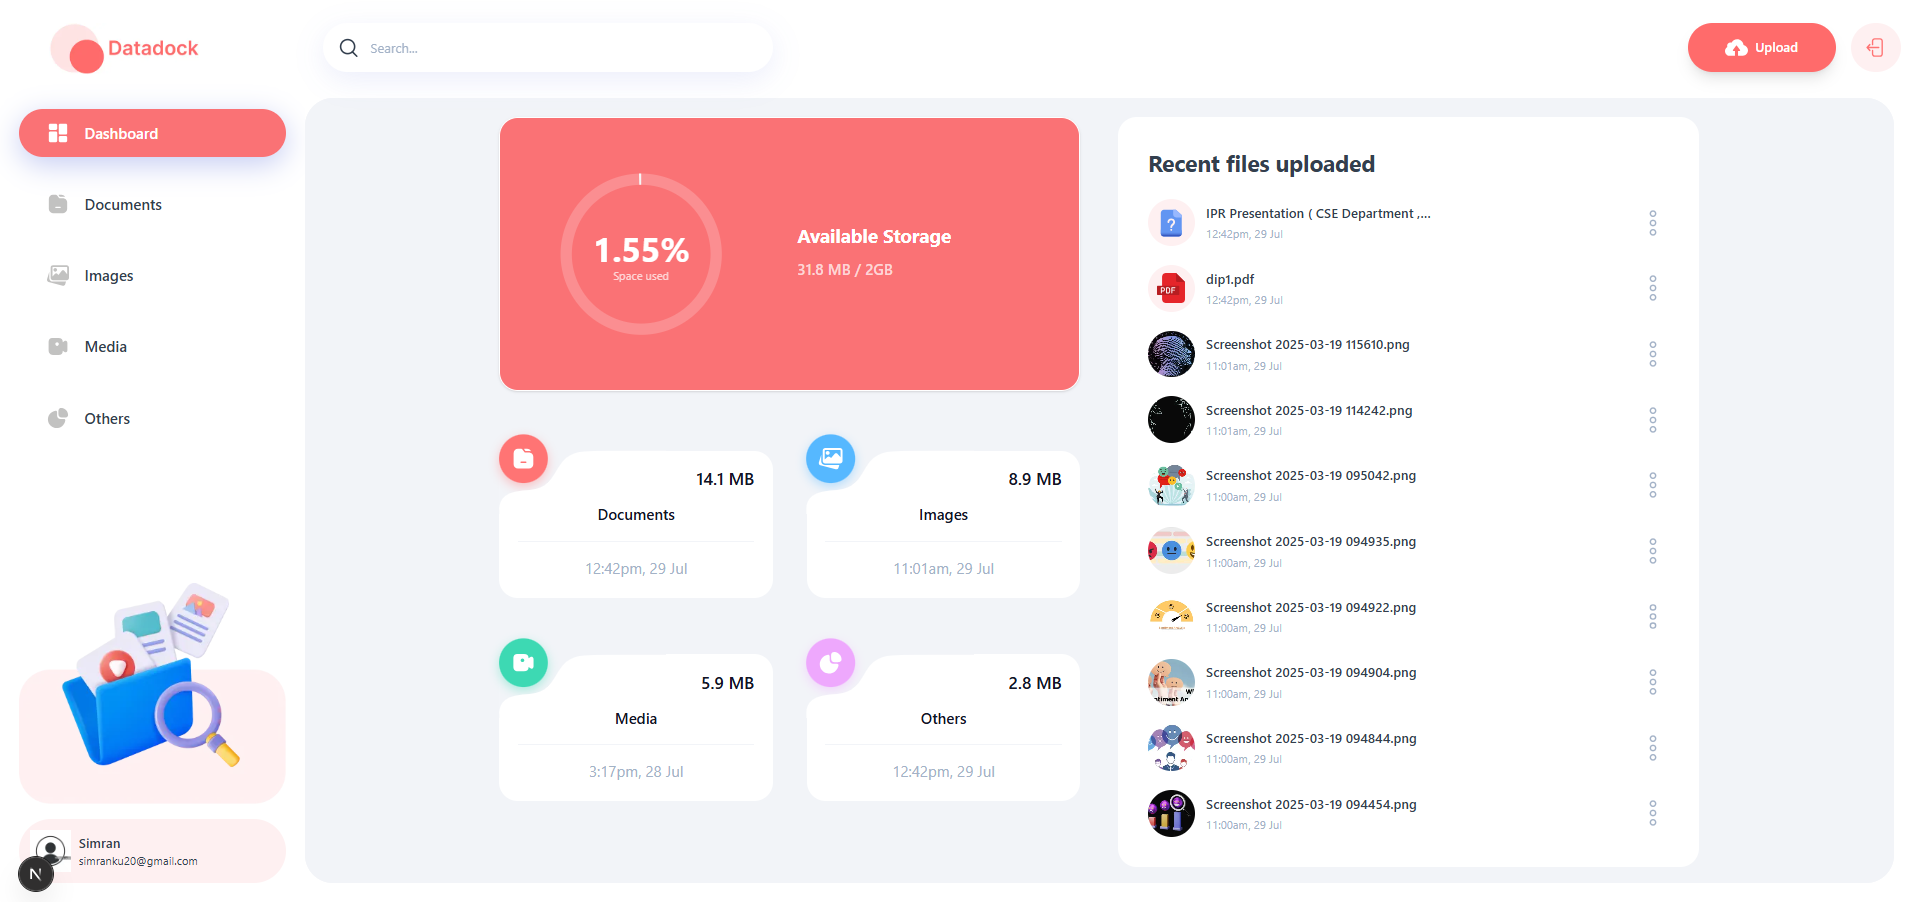 Datadock
Search...
Upload
Dashboard
Documents
Images
Media
Others
Simran
simranku20@gmail.com
N
1.55%
Space used
Available Storage
31.8 MB / 2GB
14.1 MB
Documents
12:42pm, 29 Jul
8.9 MB
Images
11:01am, 29 Jul
5.9 MB
Media
3:17pm, 28 Jul
2.8 MB
Others
12:42pm, 29 Jul
Recent files uploaded
?
IPR Presentation ( CSE Department ,...
12:42pm, 29 Jul
PDF
dip1.pdf
12:42pm, 29 Jul
Screenshot 2025-03-19 115610.png
11:01am, 29 Jul
Screenshot 2025-03-19 114242.png
11:01am, 29 Jul
Screenshot 2025-03-19 095042.png
11:00am, 29 Jul
Screenshot 2025-03-19 094935.png
11:00am, 29 Jul
Screenshot 2025-03-19 094922.png
11:00am, 29 Jul
Screenshot 2025-03-19 094904.png
11:00am, 29 Jul
Screenshot 2025-03-19 094844.png
11:00am, 29 Jul
Screenshot 2025-03-19 094454.png
11:00am, 29 Jul